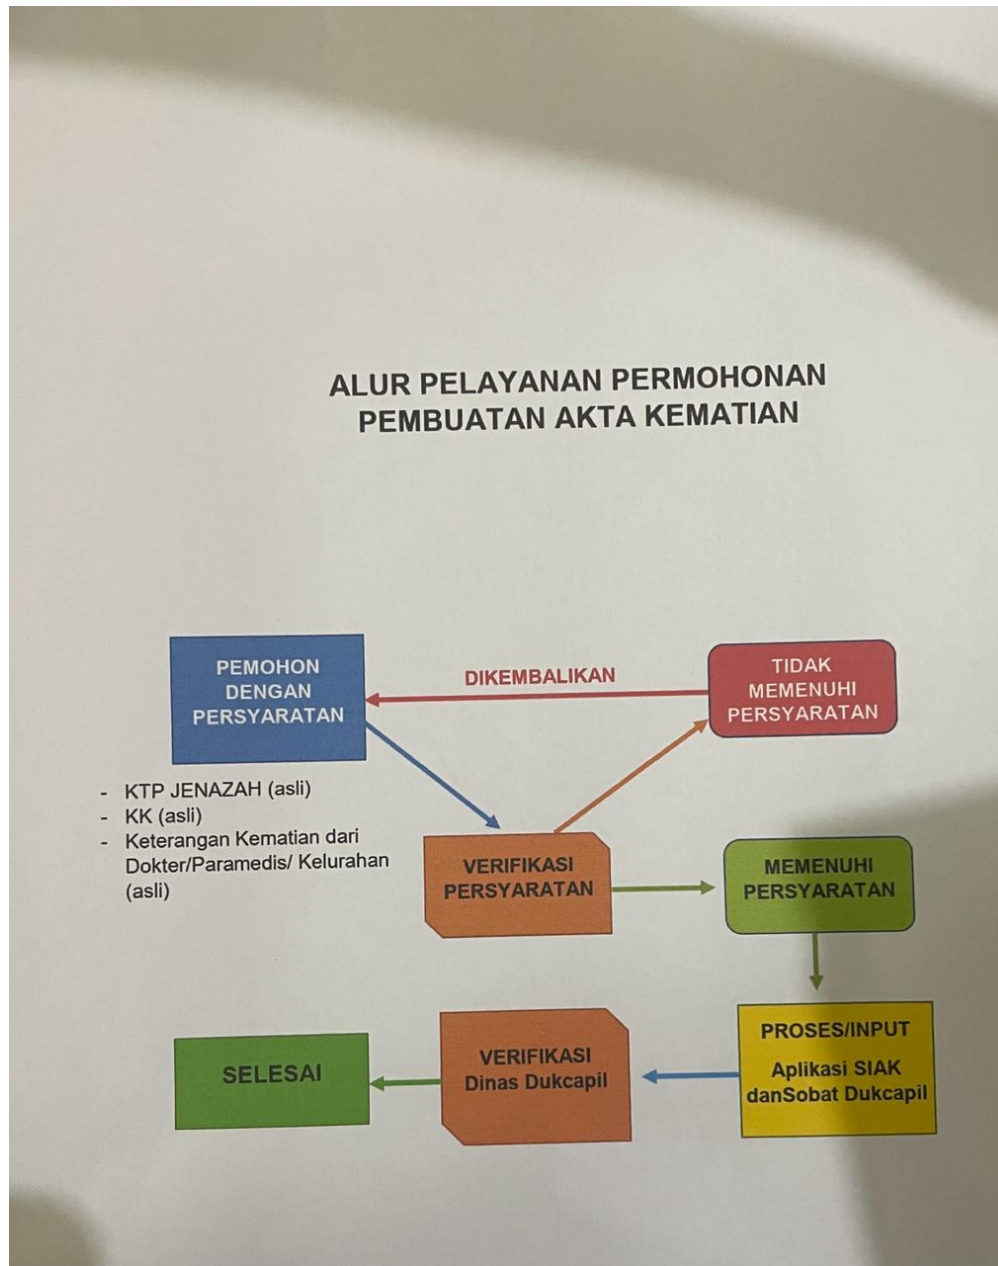 ALUR PELAYANAN PERMOHONAN
PEMBUATAN AKTA KEMATIAN
PEMOHON
DENGAN
PERSYARATAN
DIKEMBALIKAN
TIDAK
MEMENUHI
PERSYARATAN
- KTP JENAZAH (asli)
- KK (asli)
- Keterangan Kematian dari
Dokter/Paramedis/ Kelurahan
(asli)
VERIFIKASI
PERSYARATAN
MEMENUHI
PERSYARATAN
PROSES/INPUT
Aplikasi SIAK
danSobat Dukcapil
VERIFIKASI
Dinas Dukcapil
SELESAI